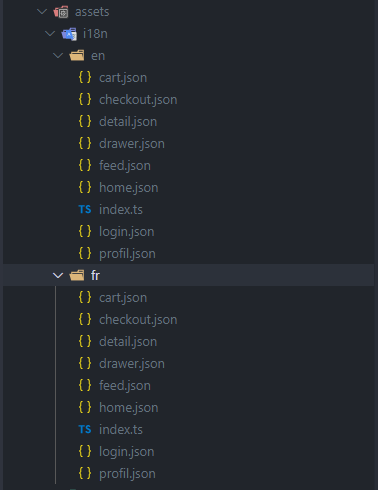 assets
i18n
en
{ } cart.json
{ } checkout.json
{ } detail.json
{ } drawer.json
{ } feed.json
{ } home.json
TS index.ts
{ } login.json
{ } profil.json
fr
{ } cart.json
{ } checkout.json
{ } detail.json
{ } drawer.json
{ } feed.json
{ } home.json
TS index.ts
{ } login.json
{ } profil.json